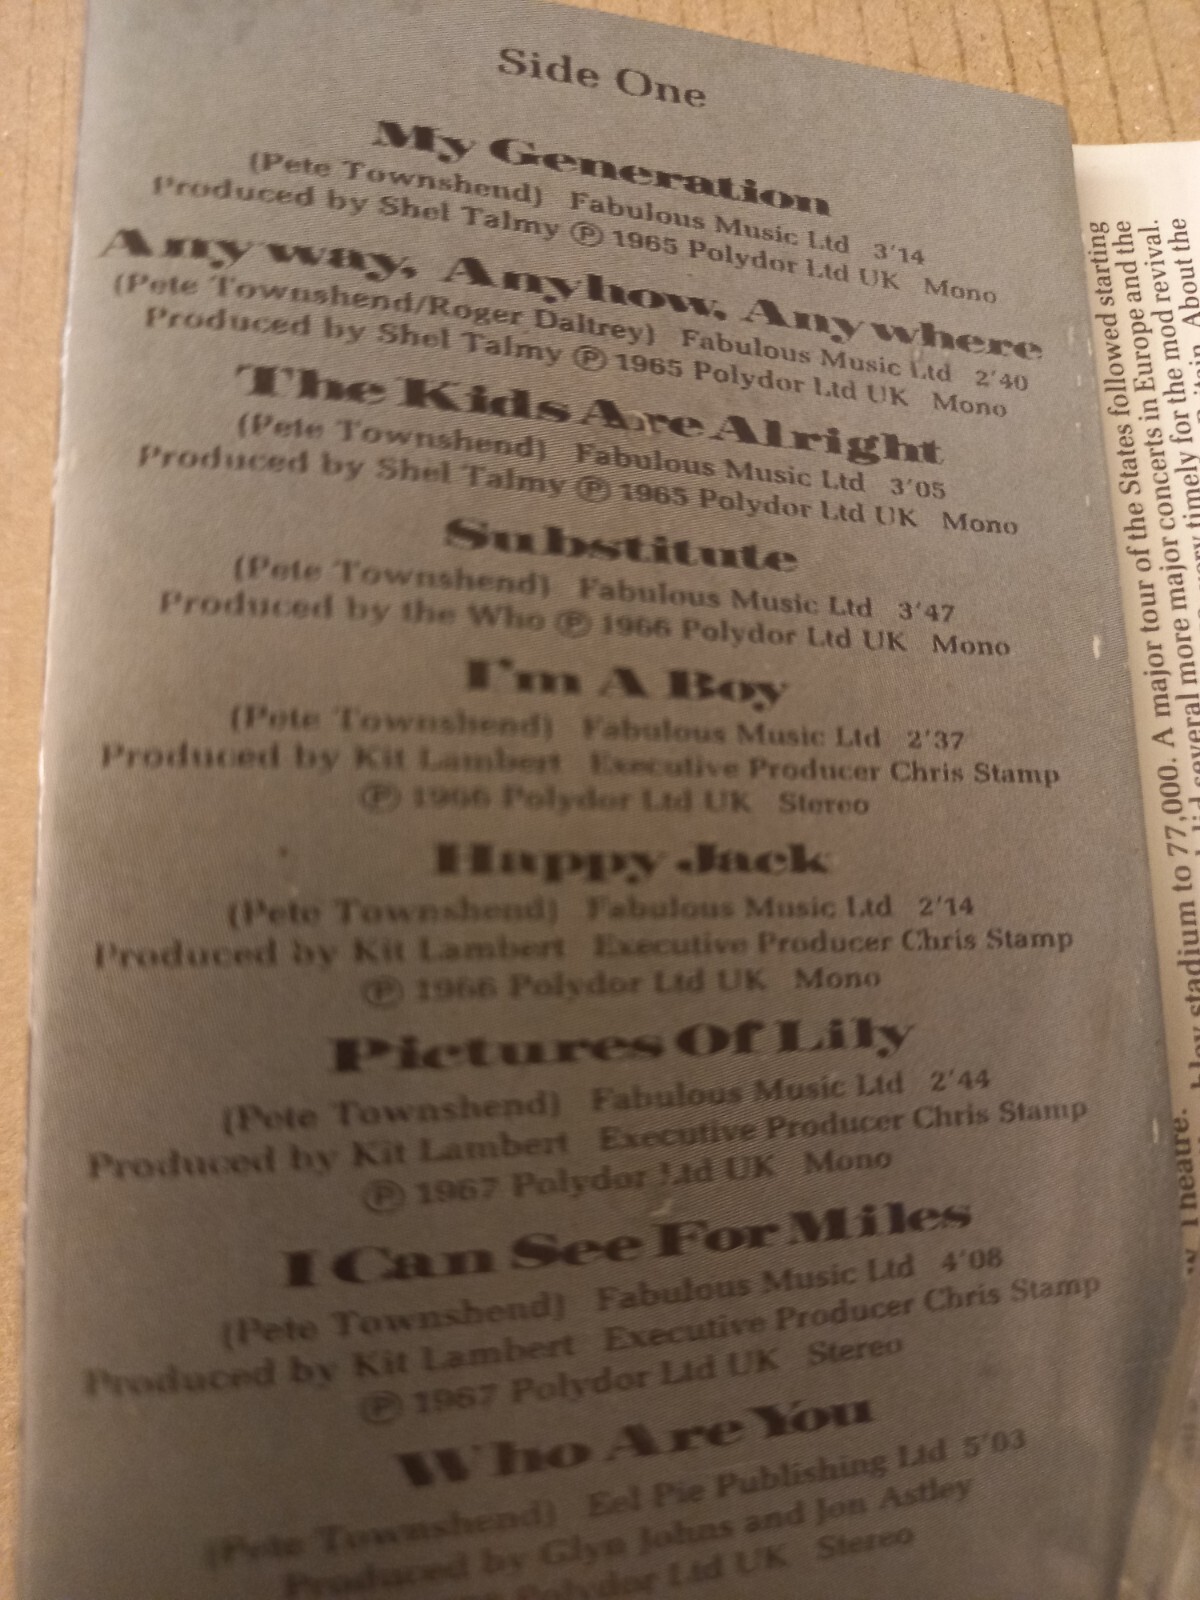 Side One
My Generation
(Pete Townshend) Fabulous Music Ltd 3'14
Produced by Shel Talmy Ⓟ 1965 Polydor Ltd UK Mono
Anyway, Anyhow, Anywhere
(Pete Townshend/Roger Daltrey) Fabulous Music Ltd 2'40
Produced by Shel Talmy Ⓟ 1965 Polydor Ltd UK Mono
The Kids Are Alright
(Pete Townshend) Fabulous Music Ltd 3'05
Produced by Shel Talmy Ⓟ 1965 Polydor Ltd UK Mono
Substitute
(Pete Townshend) Fabulous Music Ltd 3'47
Produced by the Who Ⓟ 1966 Polydor Ltd UK Mono
I'm A Boy
(Pete Townshend) Fabulous Music Ltd 2'37
Produced by Kit Lambert Executive Producer Chris Stamp
Ⓟ 1966 Polydor Ltd UK Stereo
Happy Jack
(Pete Townshend) Fabulous Music Ltd 2'14
Produced by Kit Lambert Executive Producer Chris Stamp
Ⓟ 1966 Polydor Ltd UK Mono
Pictures Of Lily
(Pete Townshend) Fabulous Music Ltd 2'44
Produced by Kit Lambert Executive Producer Chris Stamp
Ⓟ 1967 Polydor Ltd UK Mono
I Can See For Miles
(Pete Townshend) Fabulous Music Ltd 4'08
Produced by Kit Lambert Executive Producer Chris Stamp
Ⓟ 1967 Polydor Ltd UK Stereo
Who Are You
(Pete Townshend) Eel Pie Publishing Ltd 5'03
Produced by Glyn Johns and Jon Astley
Polydor Ltd UK Stereo
stadium to 77,000. A major tour of the States followed starting
several more major concerts in Europe and the
timely for the mod revival.
About the
Theatre.